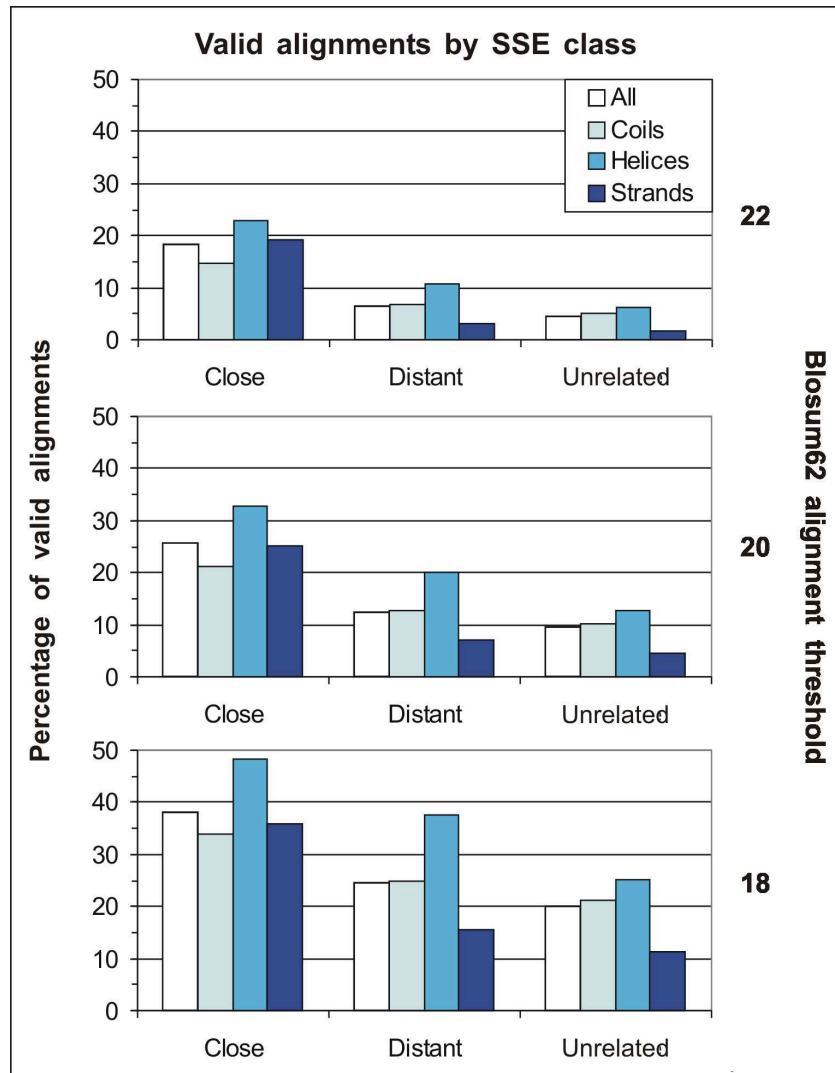 Valid alignments by SSE class
Percentage of valid alignments
50
40
30
20
10
0
All
Coils
Helices
Strands
Close
Distant
Unrelated
22
50
40
30
20
10
0
Close
Distant
Unrelated
20
50
40
30
20
10
0
Close
Distant
Unrelated
18
Blosum62 alignment threshold